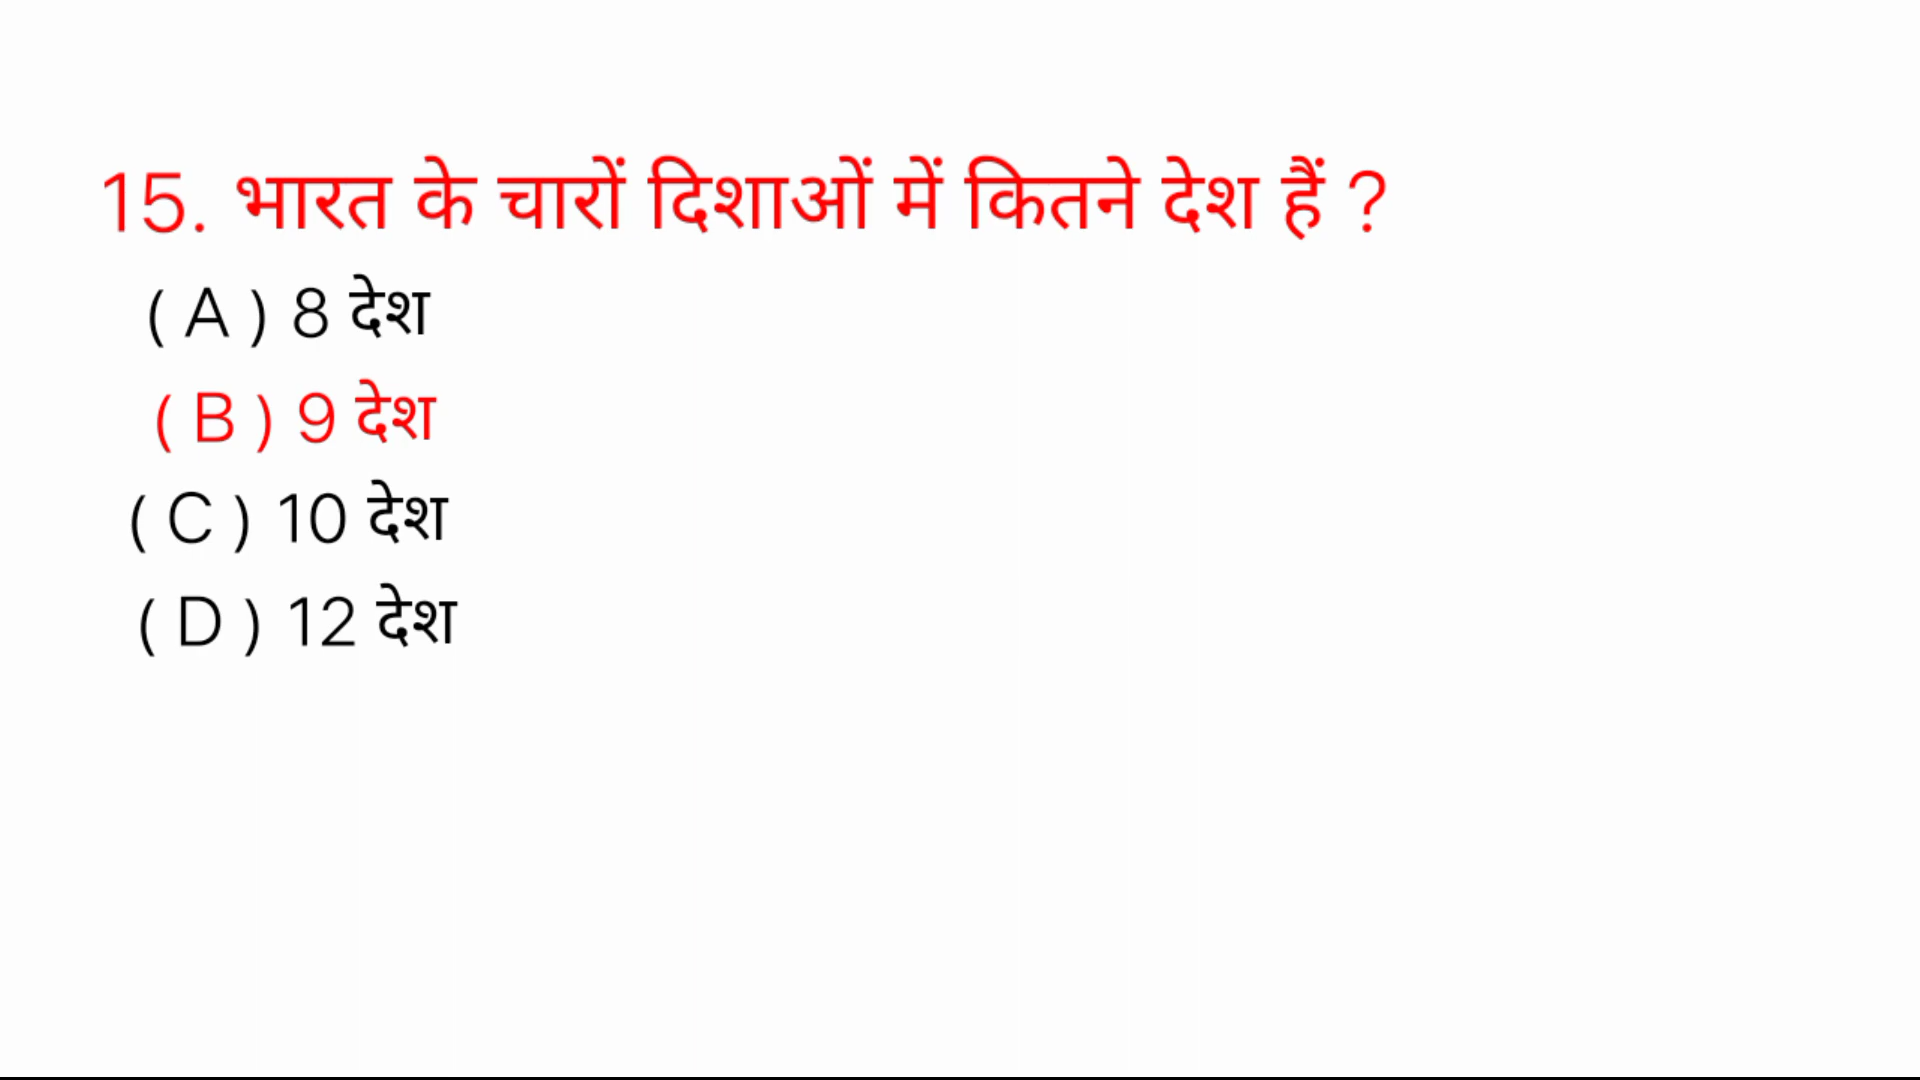 15. भारत के चारों दिशाओं में कितने देश हैं ?
( A ) 8 देश
( B ) 9 देश
( C ) 10 देश
( D ) 12 देश